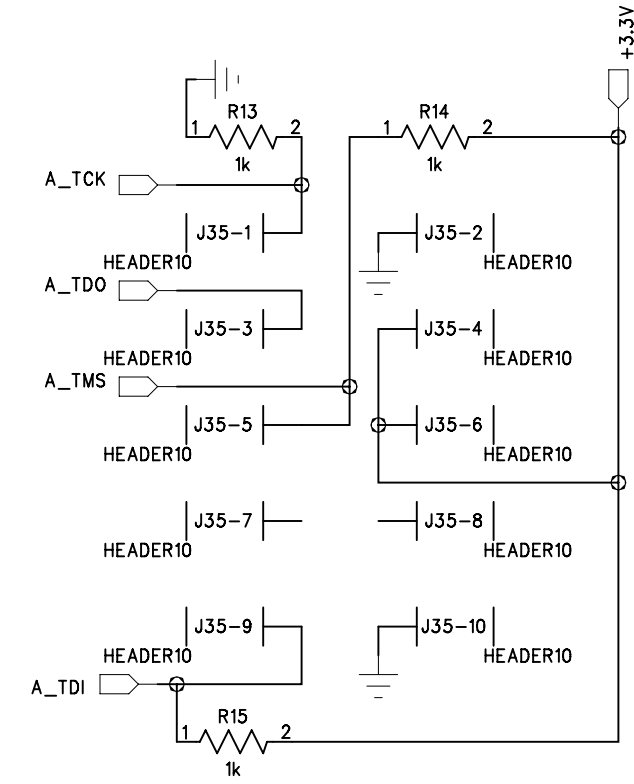 +3.3V
R13
1
2
1k
R14
1
2
1k
A_TCK
J35-1
HEADER10
J35-2
HEADER10
A_TDO
J35-3
HEADER10
J35-4
HEADER10
A_TMS
J35-5
HEADER10
J35-6
HEADER10
J35-7
HEADER10
J35-8
HEADER10
J35-9
HEADER10
J35-10
HEADER10
A_TDI
R15
1
2
1k